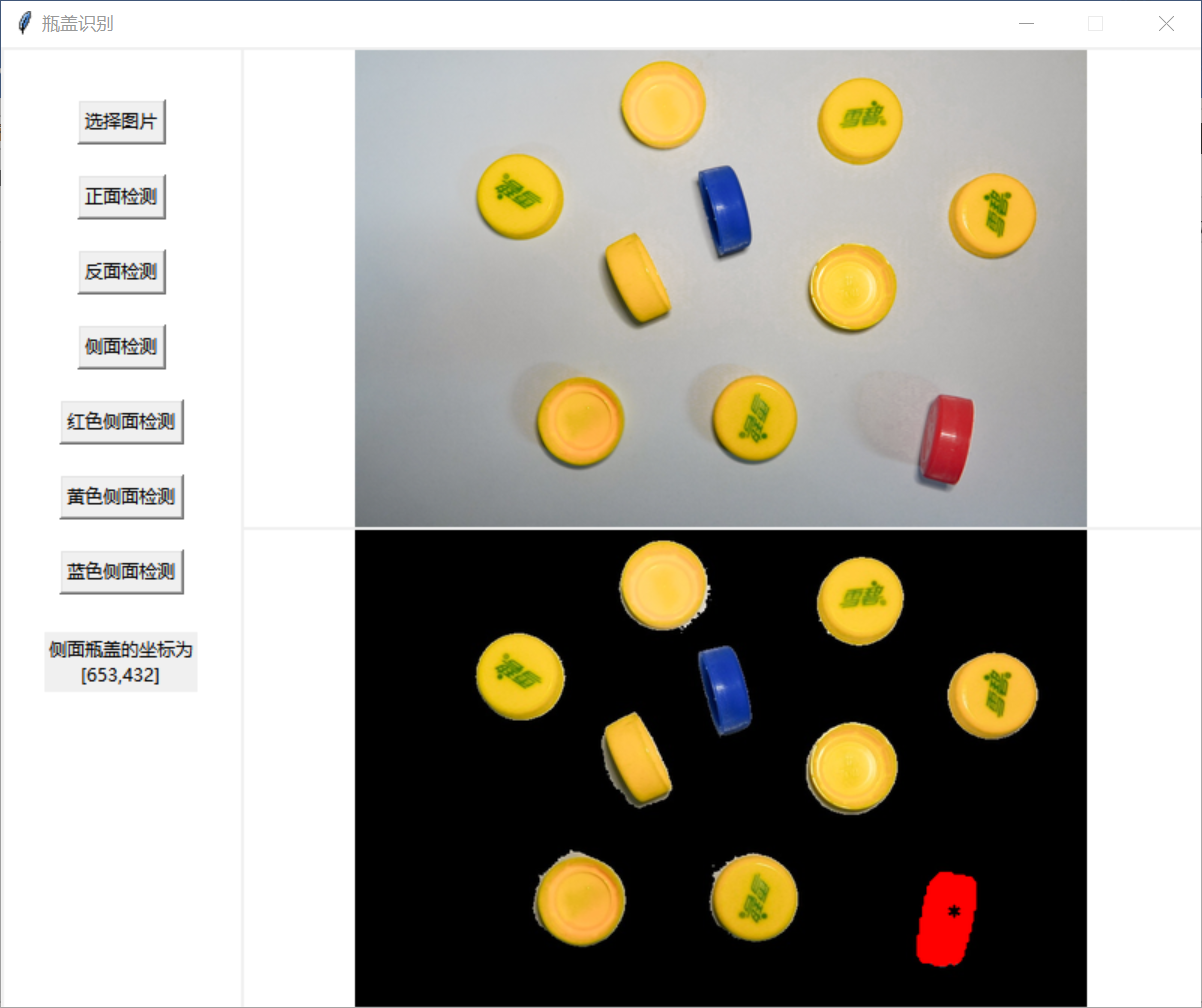 瓶盖识别
选择图片
正面检测
反面检测
侧面检测
红色侧面检测
黄色侧面检测
蓝色侧面检测
侧面瓶盖的坐标为
[653,432]